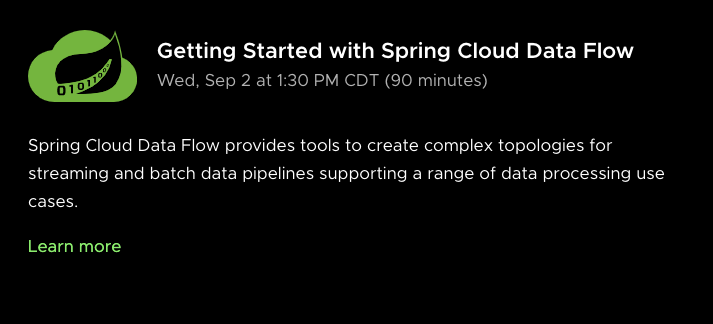 Getting Started with Spring Cloud Data Flow
Wed, Sep 2 at 1:30 PM CDT (90 minutes)
010110
Spring Cloud Data Flow provides tools to create complex topologies for
streaming and batch data pipelines supporting a range of data processing use
cases.
Learn more